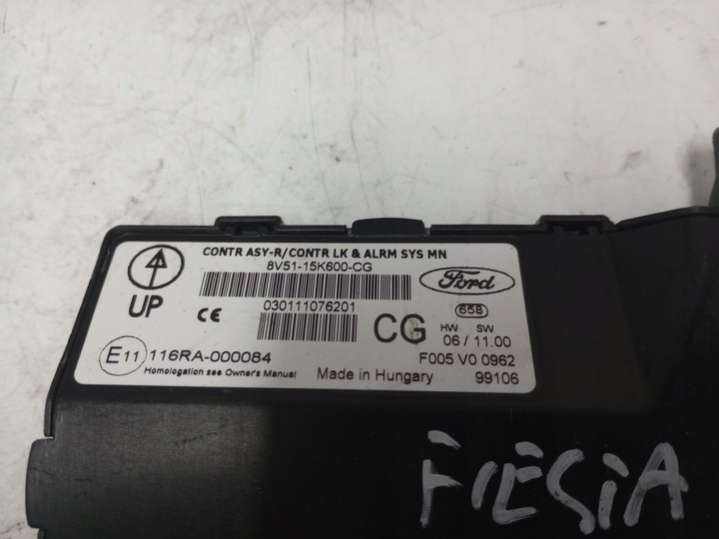 CONTR ASY-R/CONTR LK & ALRM SYS MN
8V51-15K600-CG
Ford
UP
CE
030111076201
CG
658
HW SW
06 / 11.00
E11 116RA-000084
F005 V0 0962
Homologation see Owner's Manual
Made in Hungary
99106
FIESIA